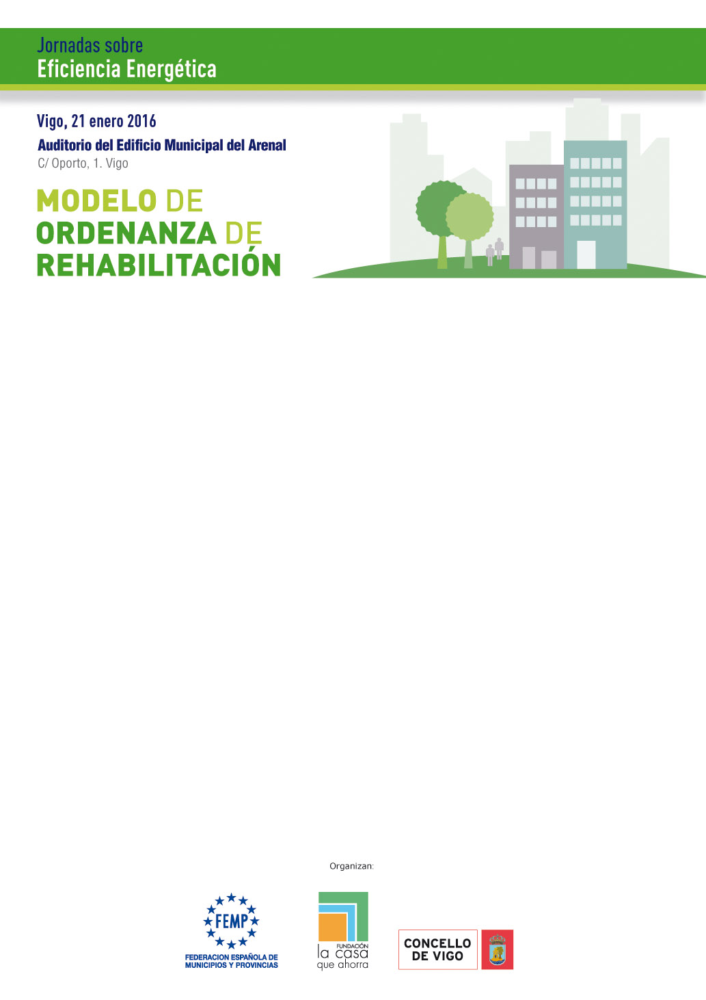 Jornadas sobre
Eficiencia Energética
Vigo, 21 enero 2016
Auditorio del Edificio Municipal del Arenal
C/ Oporto, 1. Vigo
MODELO DE
ORDENANZA DE
REHABILITACIÓN
Organizan:
FEMP
FEDERACION ESPAÑOLA DE
MUNICIPIOS Y PROVINCIAS
FUNDACIÓN
la casa
que ahorra
CONCELLO
DE VIGO